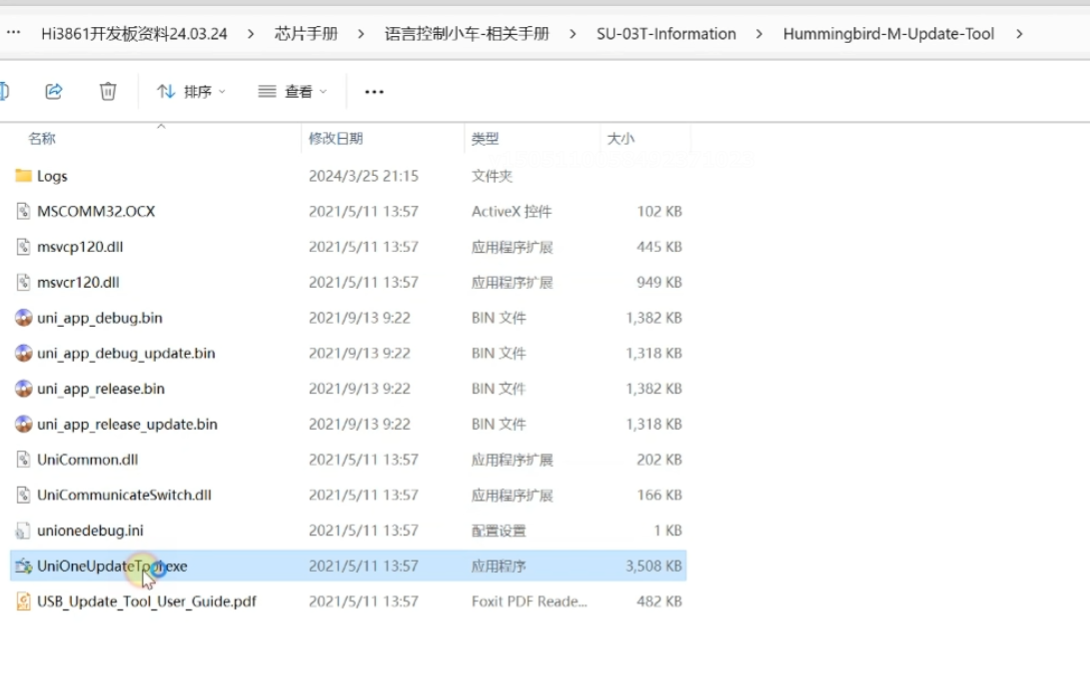 ··· Hi3861开发板资料24.03.24 > 芯片手册 > 语言控制小车-相关手册 > SU-03T-Information > Hummingbird-M-Update-Tool >
排序 查看 ···
名称 修改日期 类型 大小
Logs 2024/3/25 21:15 文件夹
MSCOMM32.OCX 2021/5/11 13:57 ActiveX 控件 102 KB
msvcp120.dll 2021/5/11 13:57 应用程序扩展 445 KB
msvcr120.dll 2021/5/11 13:57 应用程序扩展 949 KB
uni_app_debug.bin 2021/9/13 9:22 BIN 文件 1,382 KB
uni_app_debug_update.bin 2021/9/13 9:22 BIN 文件 1,318 KB
uni_app_release.bin 2021/9/13 9:22 BIN 文件 1,382 KB
uni_app_release_update.bin 2021/9/13 9:22 BIN 文件 1,318 KB
UniCommon.dll 2021/5/11 13:57 应用程序扩展 202 KB
UniCommunicateSwitch.dll 2021/5/11 13:57 应用程序扩展 166 KB
unionedebug.ini 2021/5/11 13:57 配置设置 1 KB
UniOneUpdateTool.exe 2021/5/11 13:57 应用程序 3,508 KB
USB_Update_Tool_User_Guide.pdf 2021/5/11 13:57 Foxit PDF Reade... 482 KB